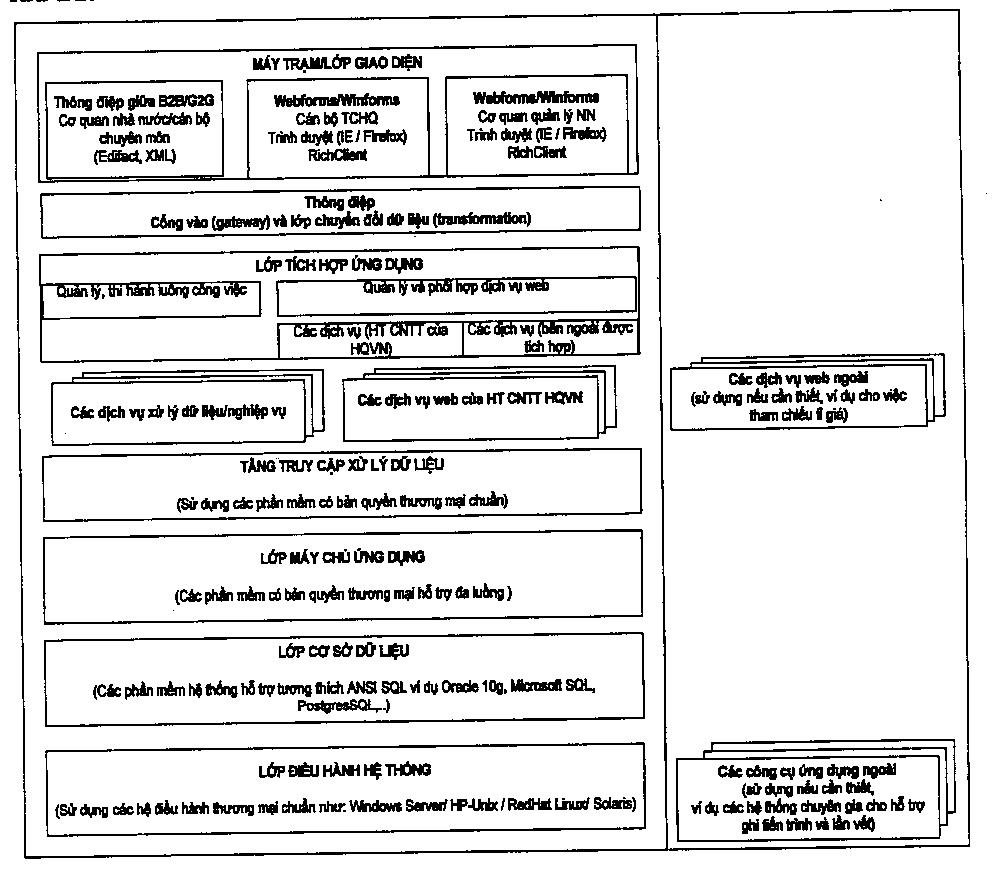 MÁY TRẠM/LỚP GIAO DIỆN
Thông điệp giữa B2B/G2G
Cơ quan nhà nước/cán bộ
chuyên môn
(Edifact, XML)
Webforms/Winforms
Cán bộ TCHQ
Trình duyệt (IE / Firefox)
RichClient
Webforms/Winforms
Cơ quan quản lý NN
Trình duyệt (IE / Firefox)
RichClient
Thông điệp
Cổng vào (gateway) và lớp chuyển đổi dữ liệu (transformation)
LỚP TÍCH HỢP ỨNG DỤNG
Quản lý, thi hành luồng công việc
Quản lý và phối hợp dịch vụ web
Các dịch vụ (HT CNTT của
HQVN)
Các dịch vụ (bên ngoài được
tích hợp)
Các dịch vụ xử lý dữ liệu/nghiệp vụ
Các dịch vụ web của HT CNTT HQVN
Các dịch vụ web ngoài
(sử dụng nếu cần thiết, ví dụ cho việc
tham chiếu tỉ giá)
TẦNG TRUY CẬP XỬ LÝ DỮ LIỆU
(Sử dụng các phần mềm có bản quyền thương mại chuẩn)
LỚP MÁY CHỦ ỨNG DỤNG
(Các phần mềm có bản quyền thương mại hỗ trợ đa luồng )
LỚP CƠ SỞ DỮ LIỆU
(Các phần mềm hệ thống hỗ trợ tương thích ANSI SQL ví dụ Oracle 10g, Microsoft SQL,
PostgresSQL,..)
LỚP ĐIỀU HÀNH HỆ THỐNG
(Sử dụng các hệ điều hành thương mại chuẩn như: Windows Server/ HP-Unix / RedHat Linux/ Solaris)
Các công cụ ứng dụng ngoài
(sử dụng nếu cần thiết,
ví dụ các hệ thống chuyên gia cho hỗ trợ
ghi tiến trình và lần vết)